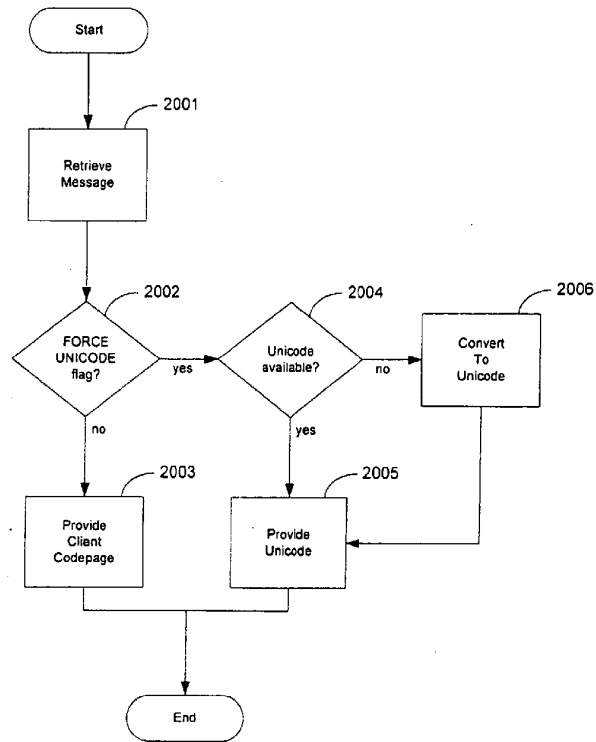 Start
2001
Retrieve
Message
2002
FORCE
UNICODE
flag?
yes
no
2004
Unicode
available?
no
yes
2006
Convert
To
Unicode
2003
Provide
Client
Codepage
2005
Provide
Unicode
End